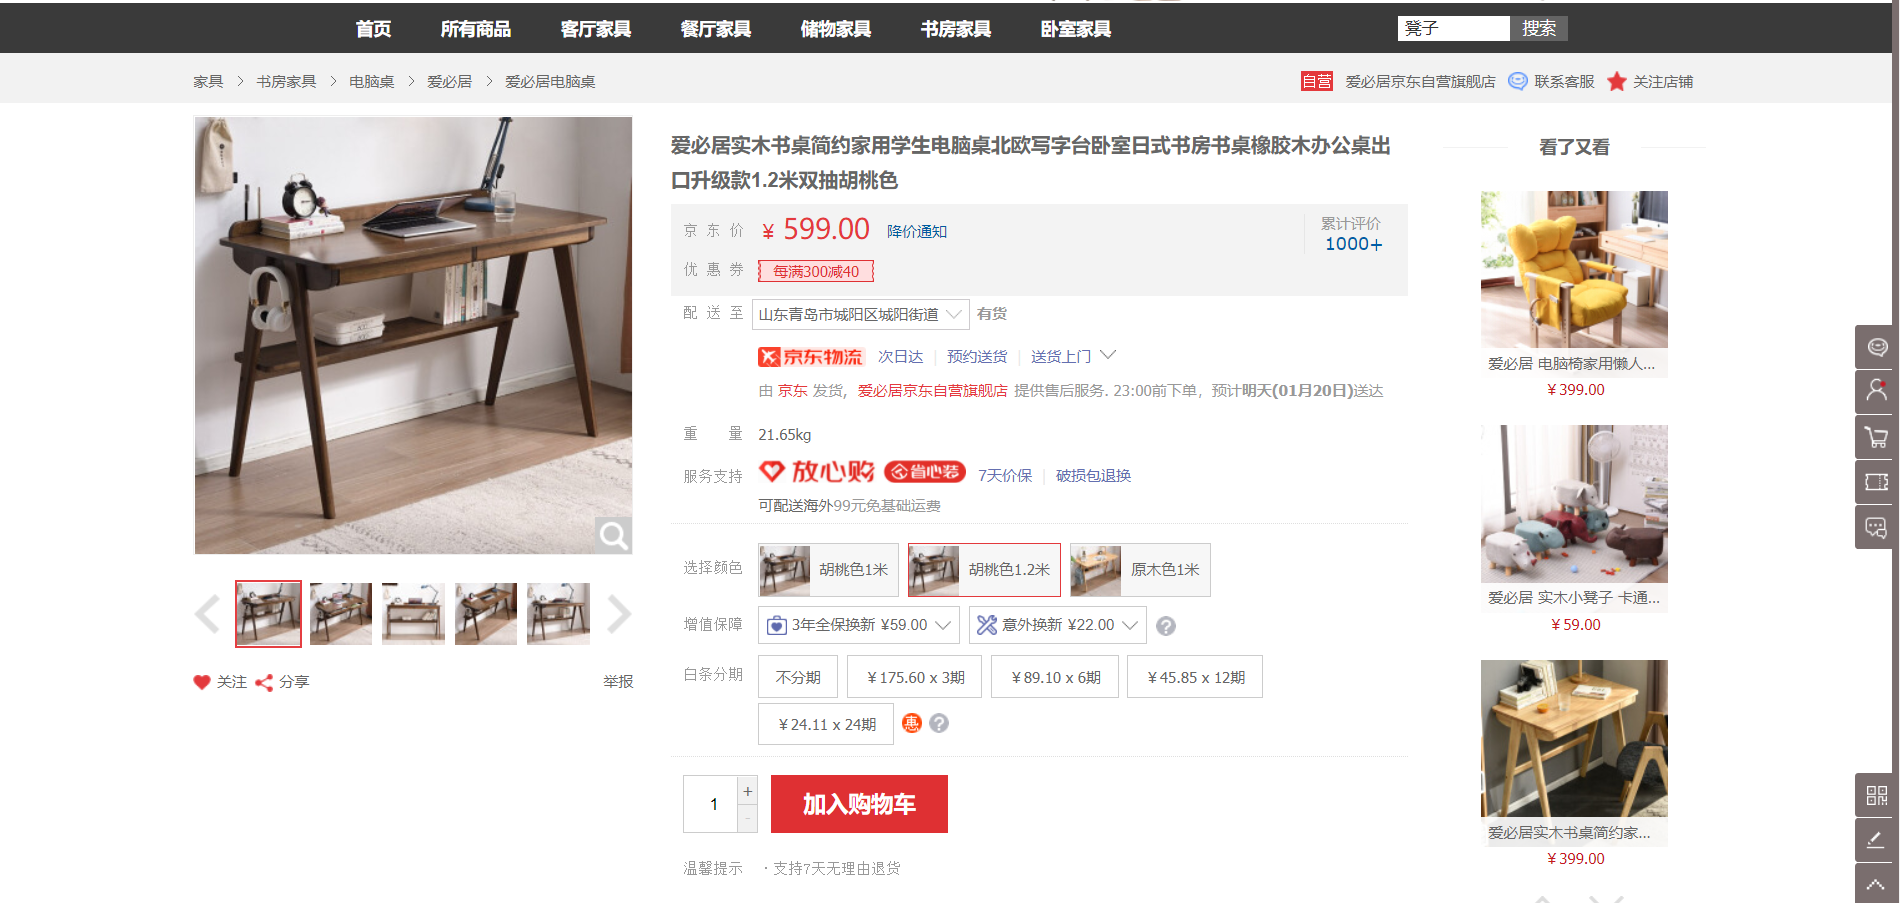 首页 所有商品 客厅家具 餐厅家具 储物家具 书房家具 卧室家具 凳子 搜索
家具 > 书房家具 > 电脑桌 > 爱必居 > 爱必居电脑桌 自营 爱必居京东自营旗舰店 联系客服 关注店铺
爱必居实木书桌简约家用学生电脑桌北欧写字台卧室日式书房书桌橡胶木办公桌出
口升级款1.2米双抽胡桃色
京东价 ¥ 599.00 降价通知
累计评价
1000+
优惠券 每满300减40
配送至 山东青岛市城阳区城阳街道 有货
京东物流 次日达 预约送货 送货上门
由 京东 发货, 爱必居京东自营旗舰店 提供售后服务. 23:00前下单, 预计明天(01月20日)送达
重量 21.65kg
服务支持 放心购 省心装 7天价保 破损包退换
可配送海外99元免基础运费
选择颜色 胡桃色1米 胡桃色1.2米 原木色1米
增值保障 3年全保换新 ¥59.00 意外换新 ¥22.00 ?
白条分期 不分期 ¥175.60 x 3期 ¥89.10 x 6期 ¥45.85 x 12期
¥24.11 x 24期 惠 ?
1 + - 加入购物车
温馨提示 ·支持7天无理由退货
关注 分享 举报
看了又看
爱必居 电脑椅家用懒人...
¥399.00
爱必居 实木小凳子 卡通...
¥59.00
爱必居实木书桌简约家...
¥399.00